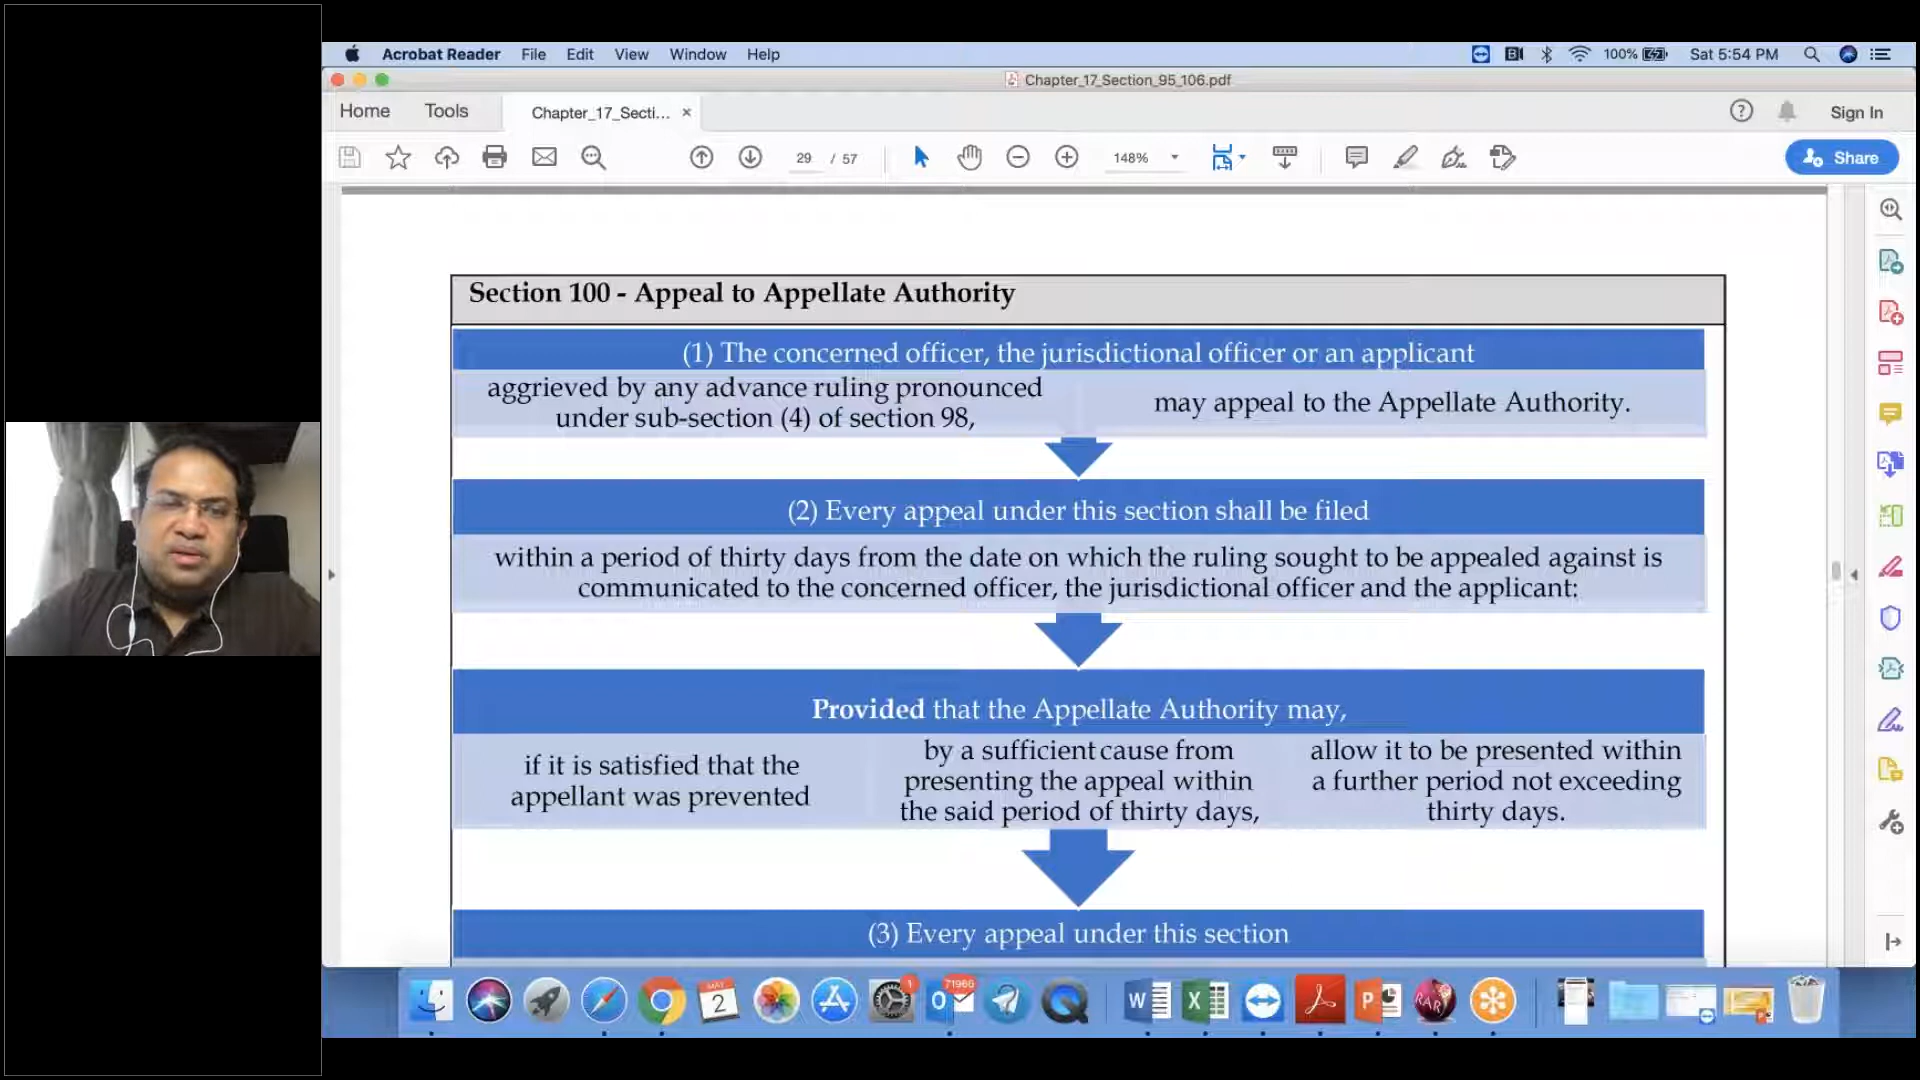 Acrobat Reader File Edit View Window Help
100% Sat 5:54 PM
Chapter_17_Section_95_106.pdf
Home Tools Chapter_17_Secti... ×
Sign In
29 / 57 148% Share
Section 100 - Appeal to Appellate Authority
(1) The concerned officer, the jurisdictional officer or an applicant
aggrieved by any advance ruling pronounced
under sub-section (4) of section 98,
may appeal to the Appellate Authority.
(2) Every appeal under this section shall be filed
within a period of thirty days from the date on which the ruling sought to be appealed against is
communicated to the concerned officer, the jurisdictional officer and the applicant:
Provided that the Appellate Authority may,
if it is satisfied that the
appellant was prevented
by a sufficient cause from
presenting the appeal within
the said period of thirty days,
allow it to be presented within
a further period not exceeding
thirty days.
(3) Every appeal under this section
MAY
2
1
71966
RAR